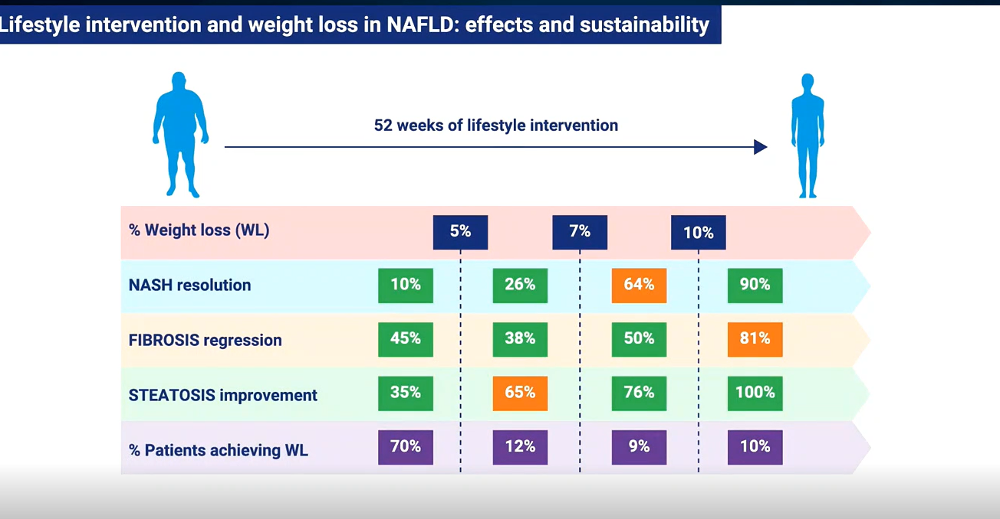 Lifestyle intervention and weight loss in NAFLD: effects and sustainability
52 weeks of lifestyle intervention
% Weight loss (WL) 5% 7% 10%
NASH resolution 10% 26% 64% 90%
FIBROSIS regression 45% 38% 50% 81%
STEATOSIS improvement 35% 65% 76% 100%
% Patients achieving WL 70% 12% 9% 10%